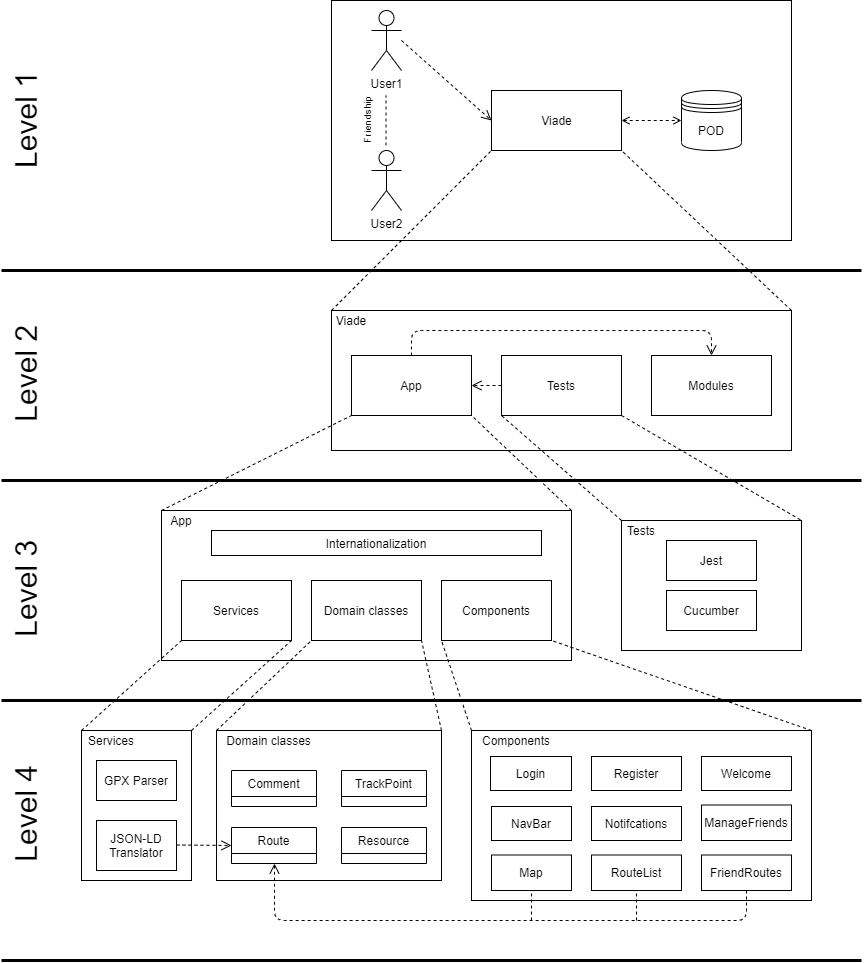 Level 1
User1
Friendship
Viade
POD
User2
Level 2
Viade
App
Tests
Modules
Level 3
App
Internationalization
Services
Domain classes
Components
Tests
Jest
Cucumber
Level 4
Services
GPX Parser
JSON-LD
Translator
Domain classes
Comment
TrackPoint
Route
Resource
Components
Login
Register
Welcome
NavBar
Notifcations
ManageFriends
Map
RouteList
FriendRoutes